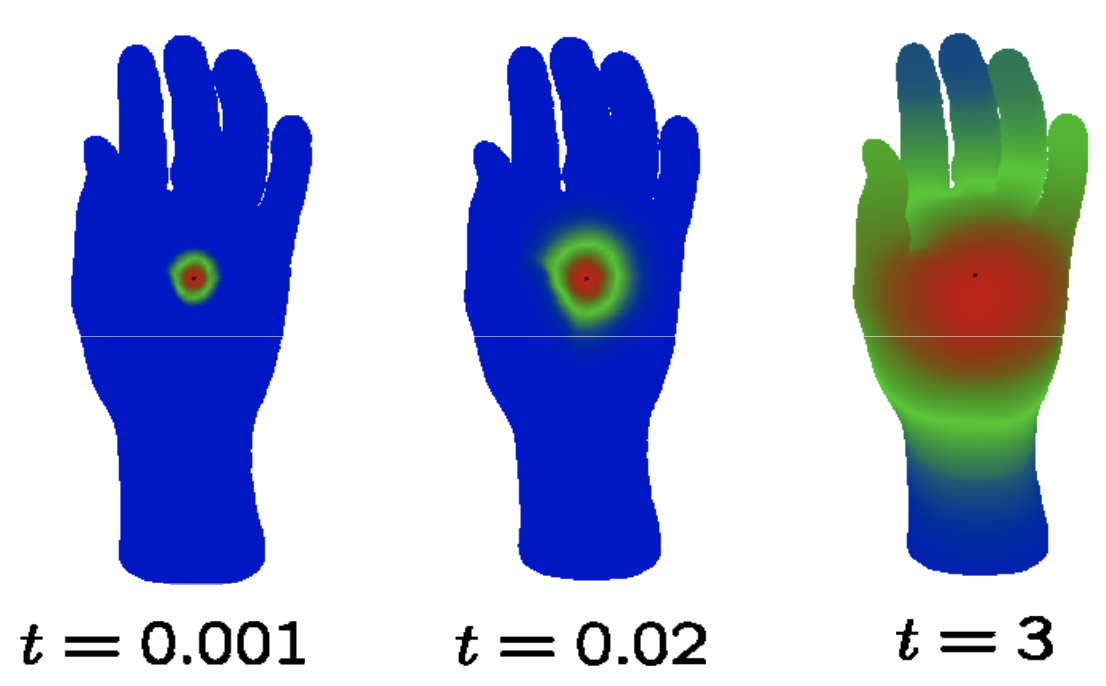 t = 0.001
t = 0.02
t = 3